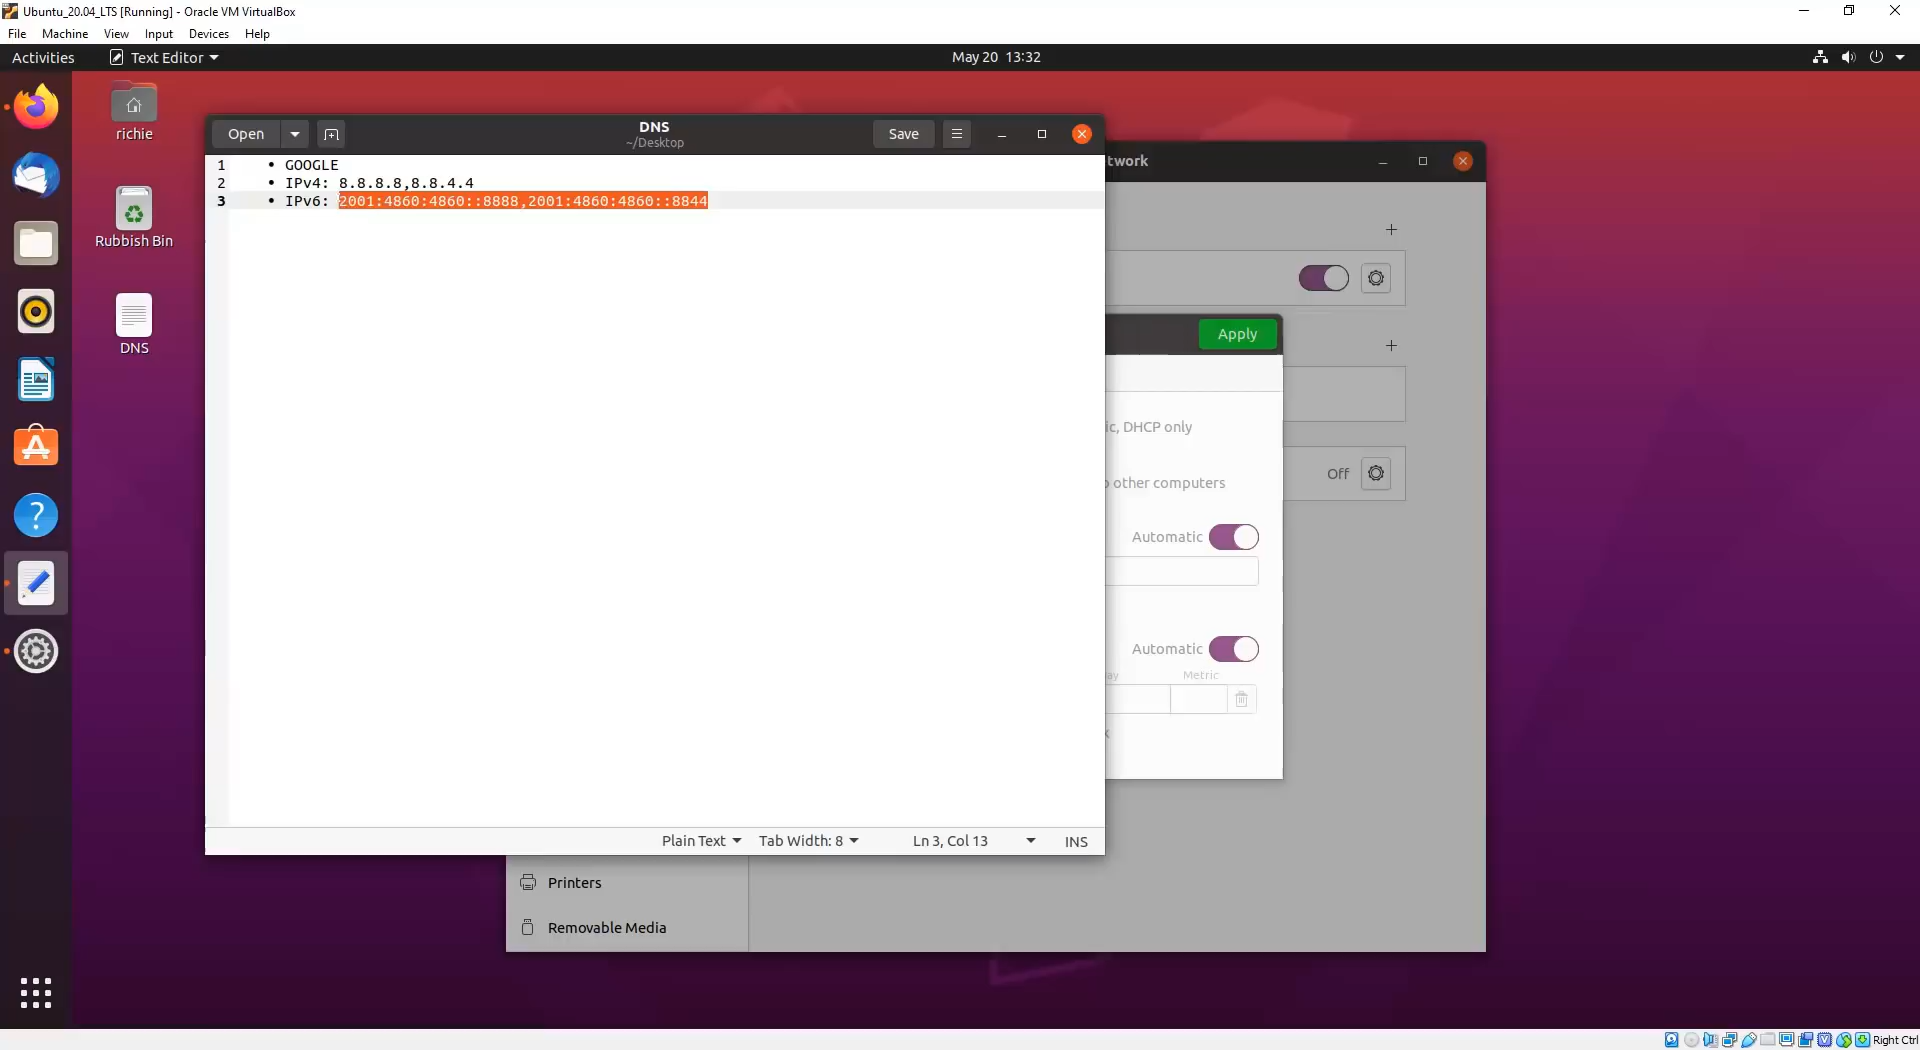 Ubuntu_20.04_LTS [Running] - Oracle VM VirtualBox
File Machine View Input Devices Help
Activities Text Editor May 20 13:32
richie
Rubbish Bin
DNS
Open DNS Save
~/Desktop
1 • GOOGLE
2 • IPv4: 8.8.8.8,8.8.4.4
3 • IPv6: 2001:4860:4860::8888,2001:4860:4860::8844
Plain Text Tab Width: 8 Ln 3, Col 13 INS
twork
Off
Apply
ic, DHCP only
o other computers
Automatic
Automatic
ay Metric
k
Printers
Removable Media
Right Ctrl